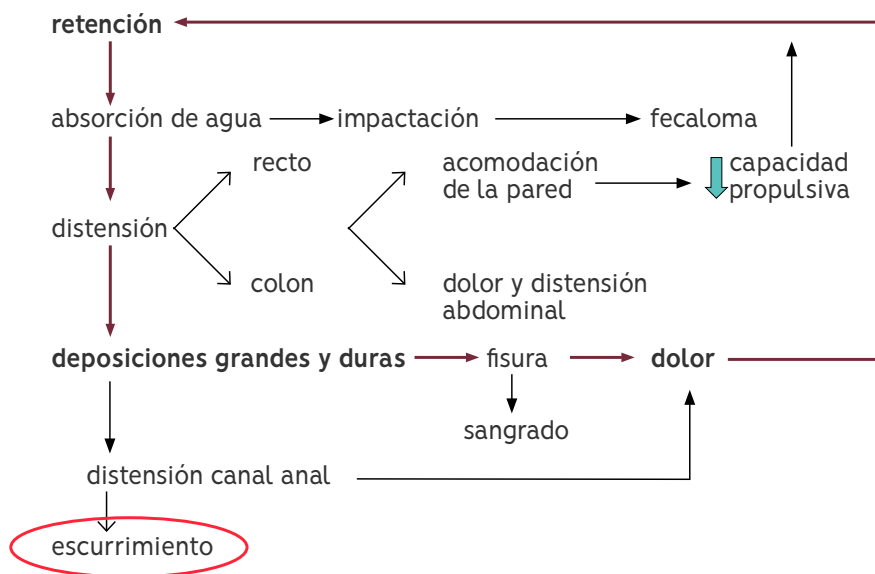 retención
absorción de agua
impactación
fecaloma
recto
acomodación
de la pared
capacidad
propulsiva
distensión
colon
dolor y distensión
abdominal
deposiciones grandes y duras
fisura
dolor
sangrado
distensión canal anal
escurrimiento